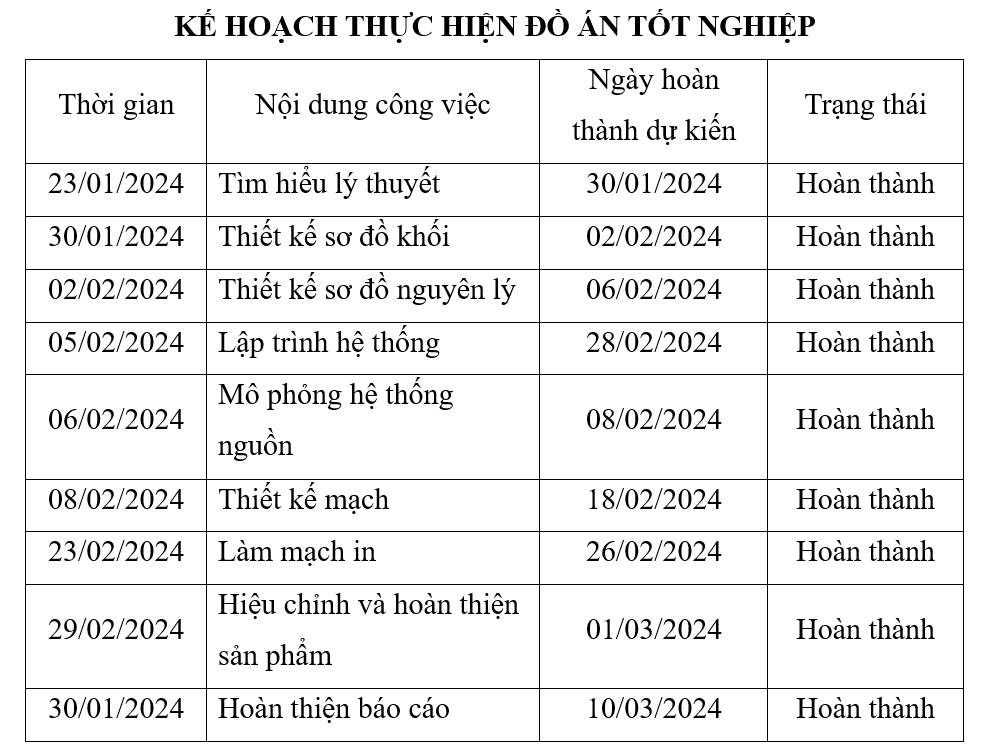 KẾ HOẠCH THỰC HIỆN ĐỒ ÁN TỐT NGHIỆP
Thời gian Nội dung công việc Ngày hoàn thành dự kiến Trạng thái
23/01/2024 Tìm hiểu lý thuyết 30/01/2024 Hoàn thành
30/01/2024 Thiết kế sơ đồ khối 02/02/2024 Hoàn thành
02/02/2024 Thiết kế sơ đồ nguyên lý 06/02/2024 Hoàn thành
05/02/2024 Lập trình hệ thống 28/02/2024 Hoàn thành
06/02/2024 Mô phỏng hệ thống nguồn 08/02/2024 Hoàn thành
08/02/2024 Thiết kế mạch 18/02/2024 Hoàn thành
23/02/2024 Làm mạch in 26/02/2024 Hoàn thành
29/02/2024 Hiệu chỉnh và hoàn thiện sản phẩm 01/03/2024 Hoàn thành
30/01/2024 Hoàn thiện báo cáo 10/03/2024 Hoàn thành